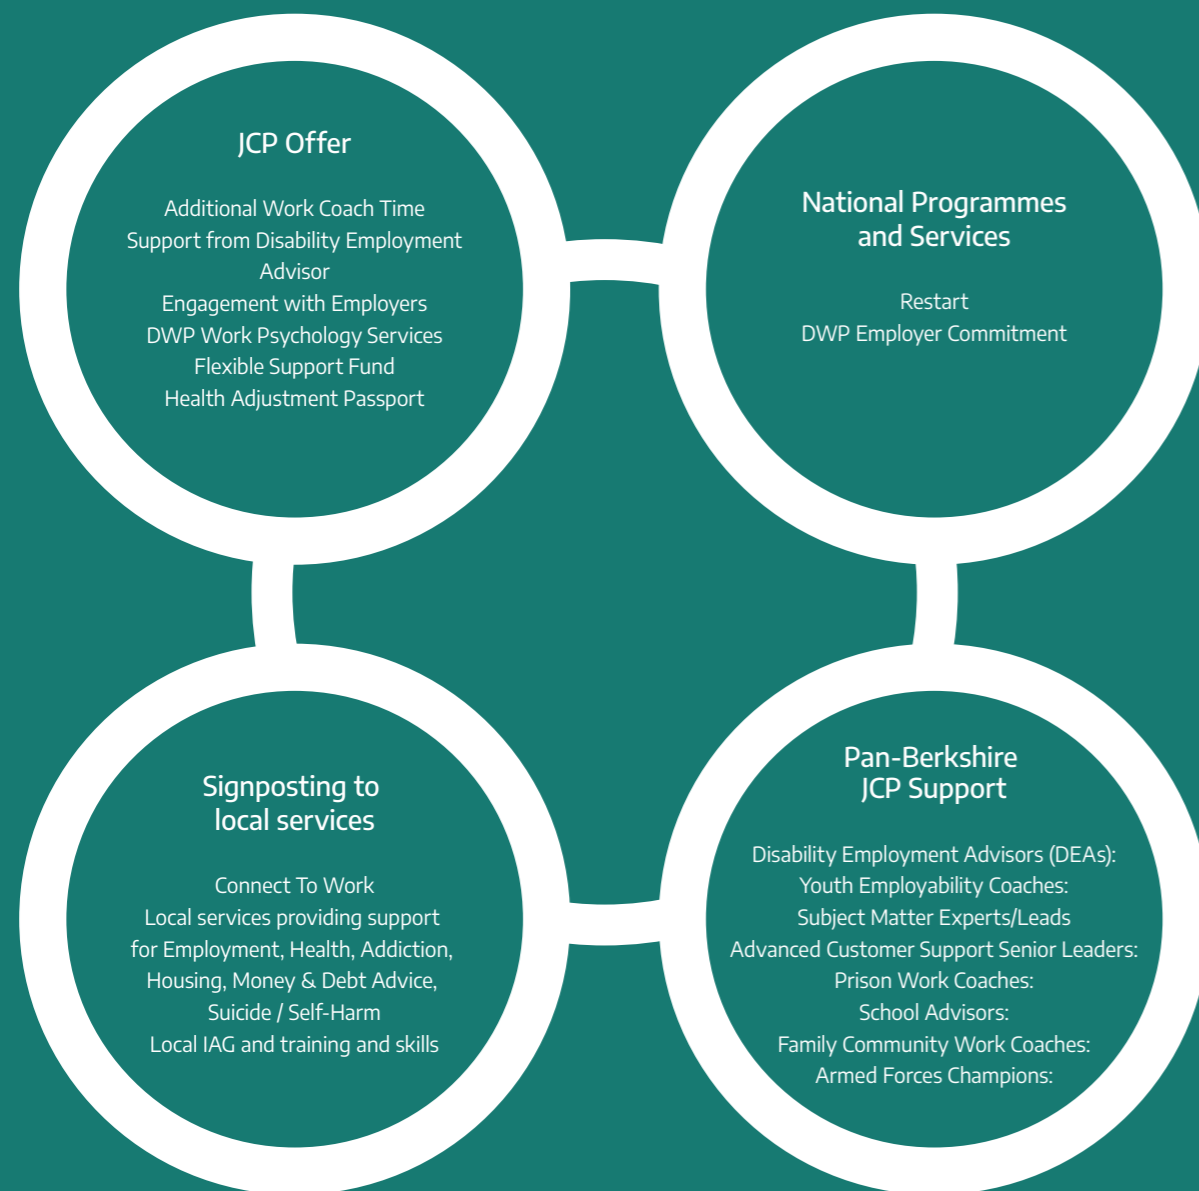 JCP Offer
Additional Work Coach Time
Support from Disability Employment
Advisor
Engagement with Employers
DWP Work Psychology Services
Flexible Support Fund
Health Adjustment Passport
National Programmes
and Services
Restart
DWP Employer Commitment
Signposting to
local services
Connect To Work
Local services providing support
for Employment, Health, Addiction,
Housing, Money & Debt Advice,
Suicide / Self-Harm
Local IAG and training and skills
Pan-Berkshire
JCP Support
Disability Employment Advisors (DEAs):
Youth Employability Coaches:
Subject Matter Experts/Leads
Advanced Customer Support Senior Leaders:
Prison Work Coaches:
School Advisors:
Family Community Work Coaches:
Armed Forces Champions: